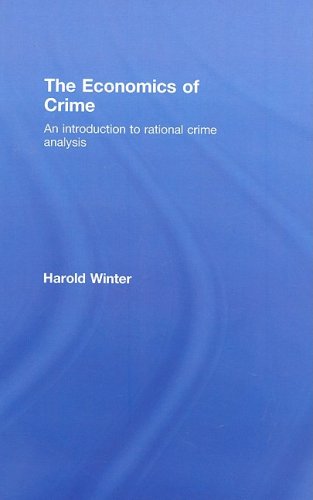 The Economics of
Crime
An introduction to rational crime
analysis
Harold Winter